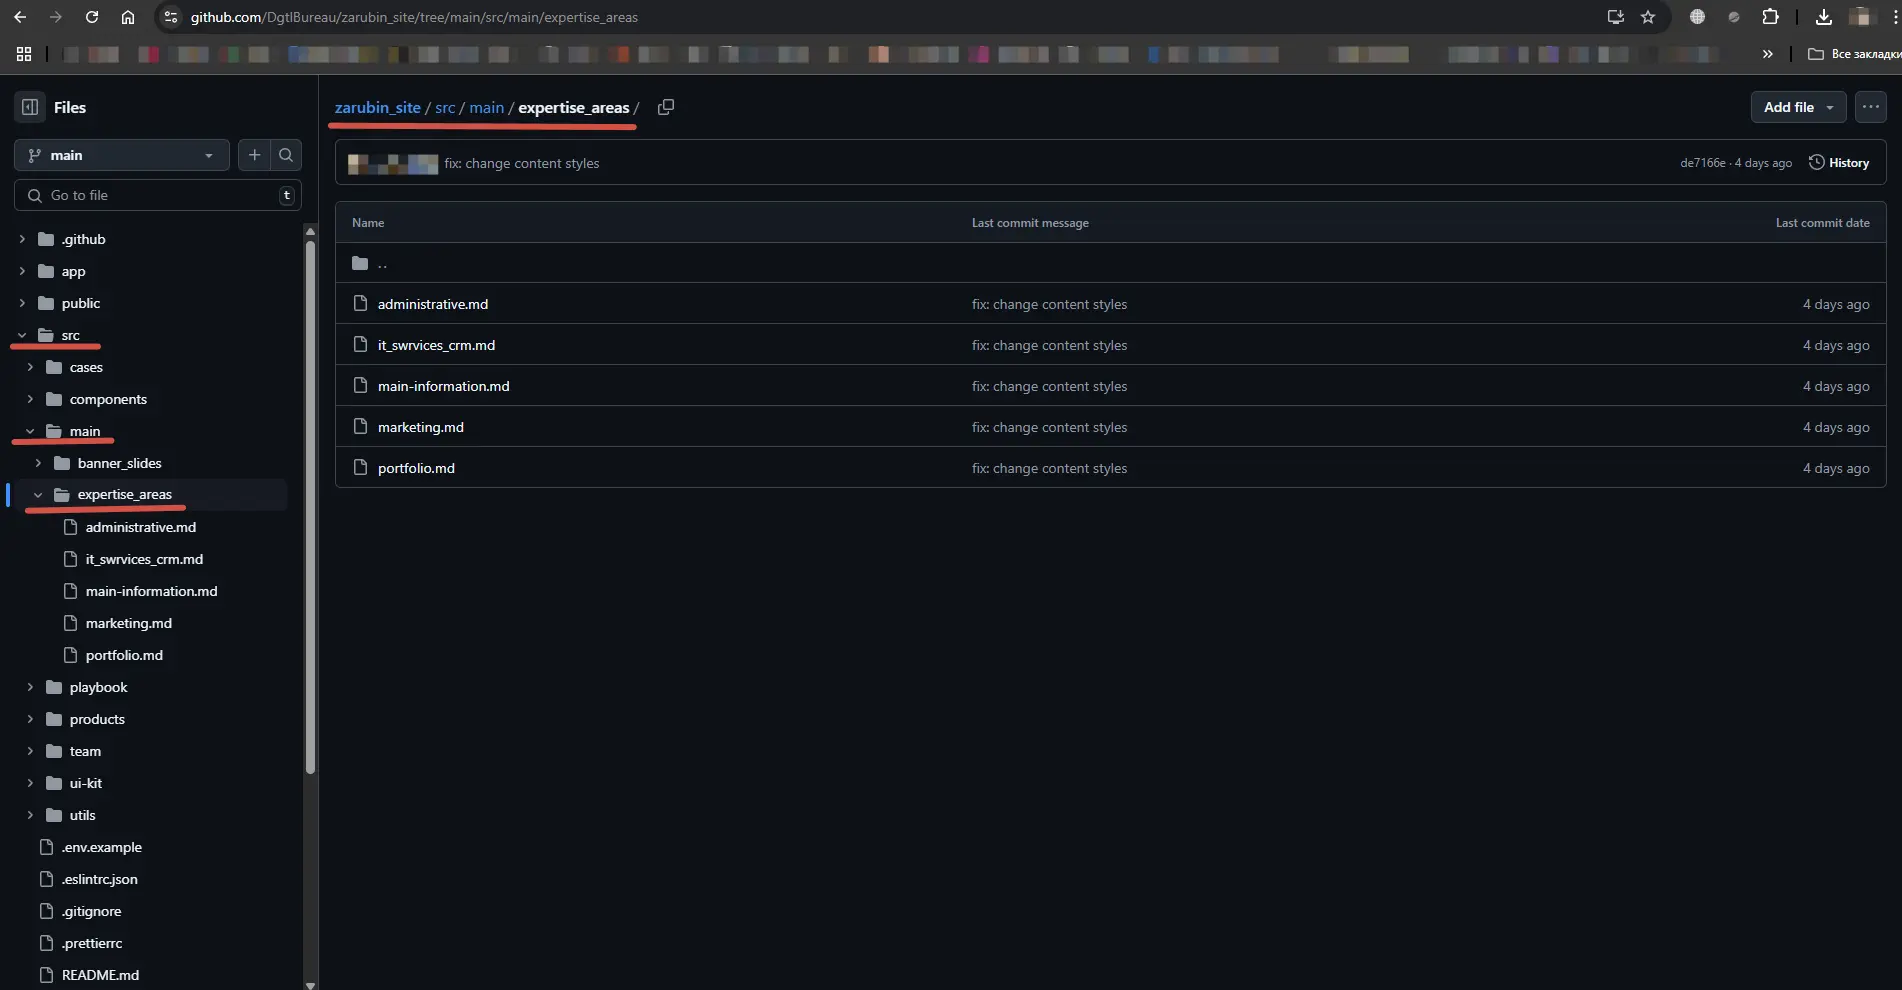 github.com/DgtlBureau/zarubin_site/tree/main/src/main/expertise_areas
Все закладки
Files
main
Go to file
t
.github
app
public
src
cases
components
main
banner_slides
expertise_areas
administrative.md
it_swrvices_crm.md
main-information.md
marketing.md
portfolio.md
playbook
products
team
ui-kit
utils
.env.example
.eslintrc.json
.gitignore
.prettierrc
README.md
zarubin_site / src / main / expertise_areas /
Add file
fix: change content styles
de7166e · 4 days ago
History
Name Last commit message Last commit date
..
administrative.md fix: change content styles 4 days ago
it_swrvices_crm.md fix: change content styles 4 days ago
main-information.md fix: change content styles 4 days ago
marketing.md fix: change content styles 4 days ago
portfolio.md fix: change content styles 4 days ago